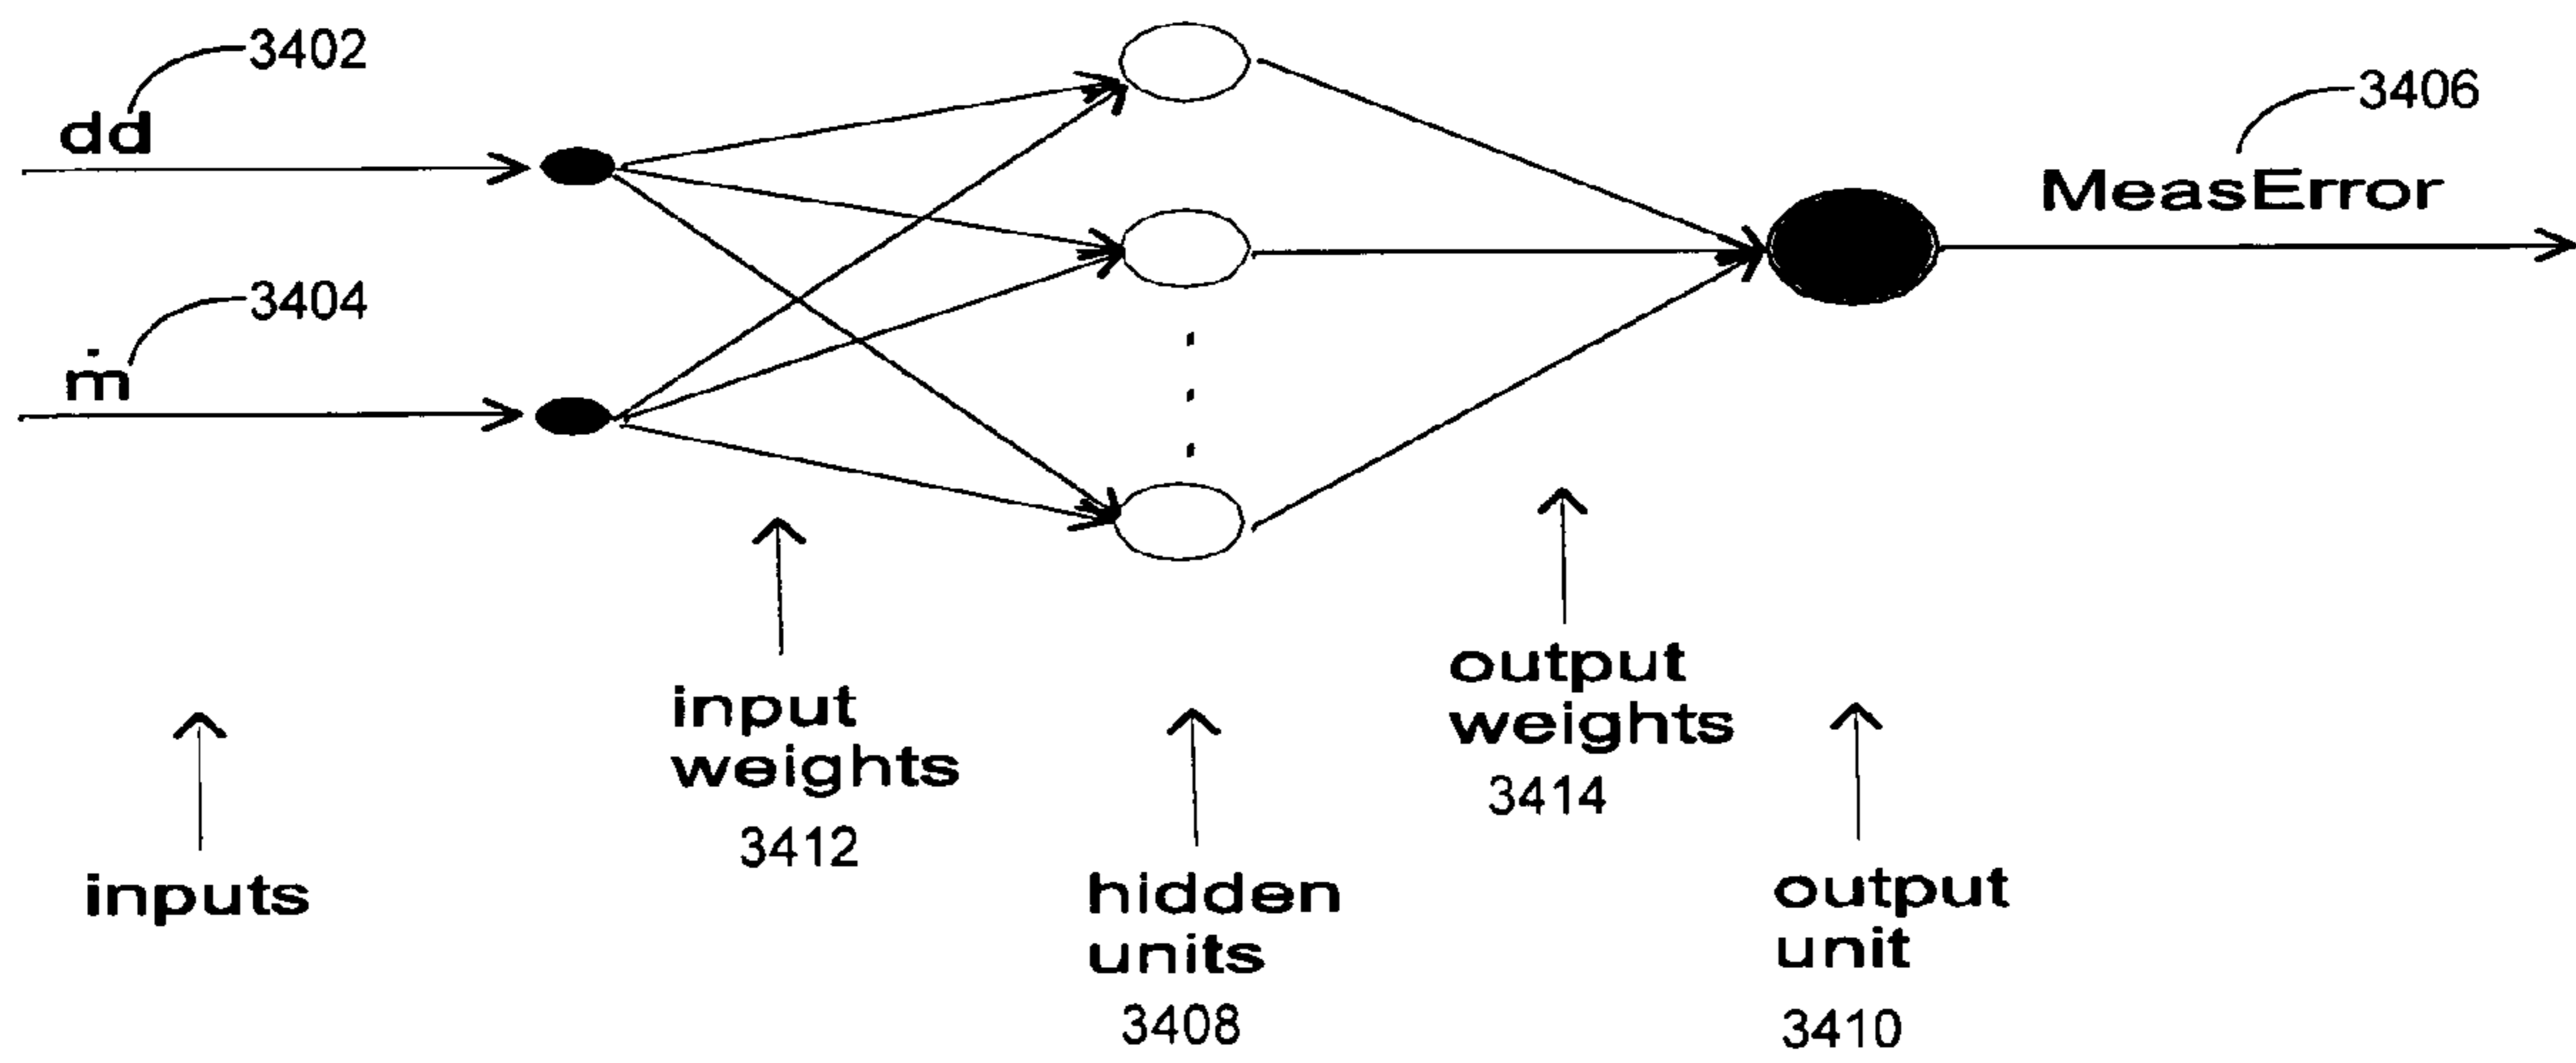 3402
dd
3406
MeasError
3404
ṁ
input
weights
3412
output
weights
3414
inputs
hidden
units
3408
output
unit
3410